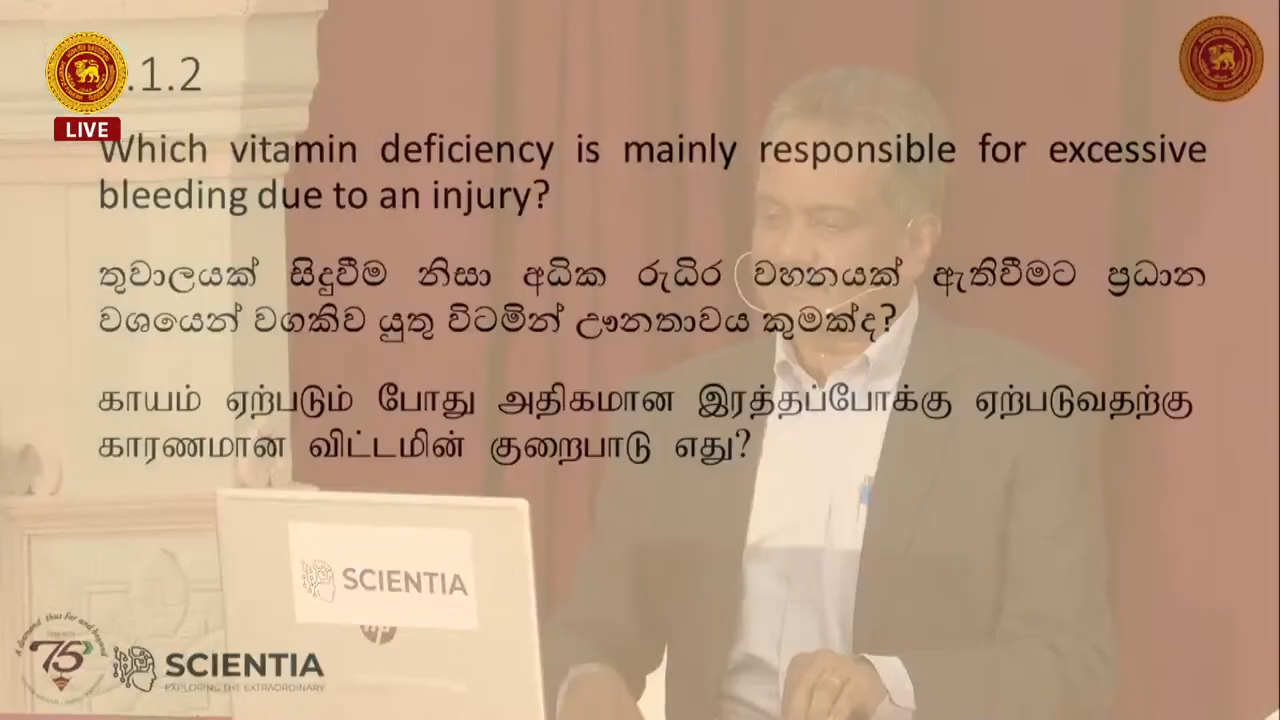 .1.2
LIVE
Which vitamin deficiency is mainly responsible for excessive
bleeding due to an injury?
තුවාලයක් සිදුවීම නිසා අධික රුධිර වහනයක් ඇතිවීමට ප්‍රධාන
වශයෙන් වගකිව යුතු විටමින් ඌනතාවය කුමක්ද?
காயம் ஏற்படும் போது அதிகமான இரத்தப்போக்கு ஏற்படுவதற்கு
காரணமான விட்டமின் குறைபாடு எது?
SCIENTIA
hp
75
SCIENTIA
EXPLORING THE EXTRAORDINARY